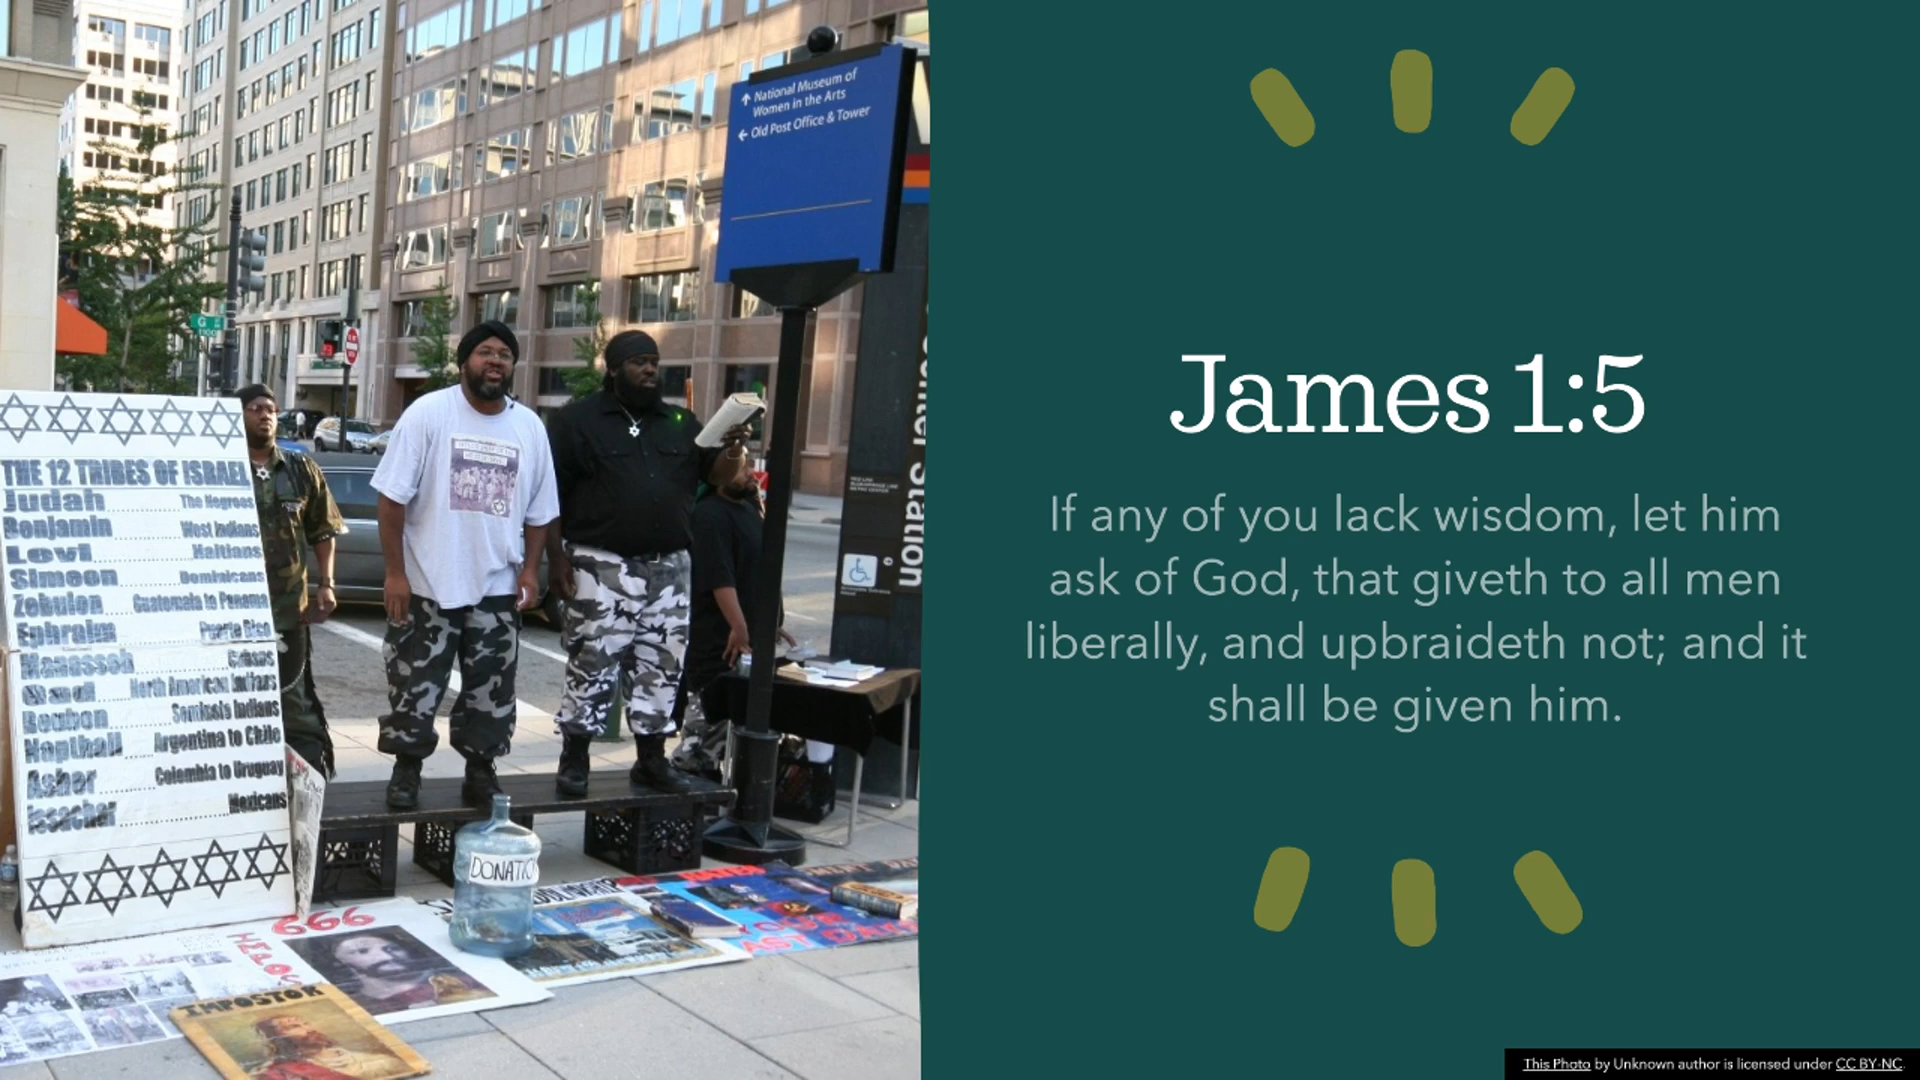 ↑ National Museum of
Women in the Arts
← Old Post Office & Tower
G
Center Station
THE 12 TRIBES OF ISRAEL
Judah ........ The Negroes
Benjamin ........ West Indians
Levi ........ Haitians
Simeon ........ Dominicans
Zebulon ........ Guatemala to Panama
Ephraim ........ Puerto Rico
Manasseh ........ Cubans
Gad ........ North American Indians
Reuben ........ Seminole Indians
Napthali ........ Argentina to Chile
Asher ........ Colombia to Uruguay
Issachar ........ Mexicans
DONATIO
666
IMPOSTOR
James 1:5
If any of you lack wisdom, let him
ask of God, that giveth to all men
liberally, and upbraideth not; and it
shall be given him.
This Photo by Unknown author is licensed under CC BY-NC.